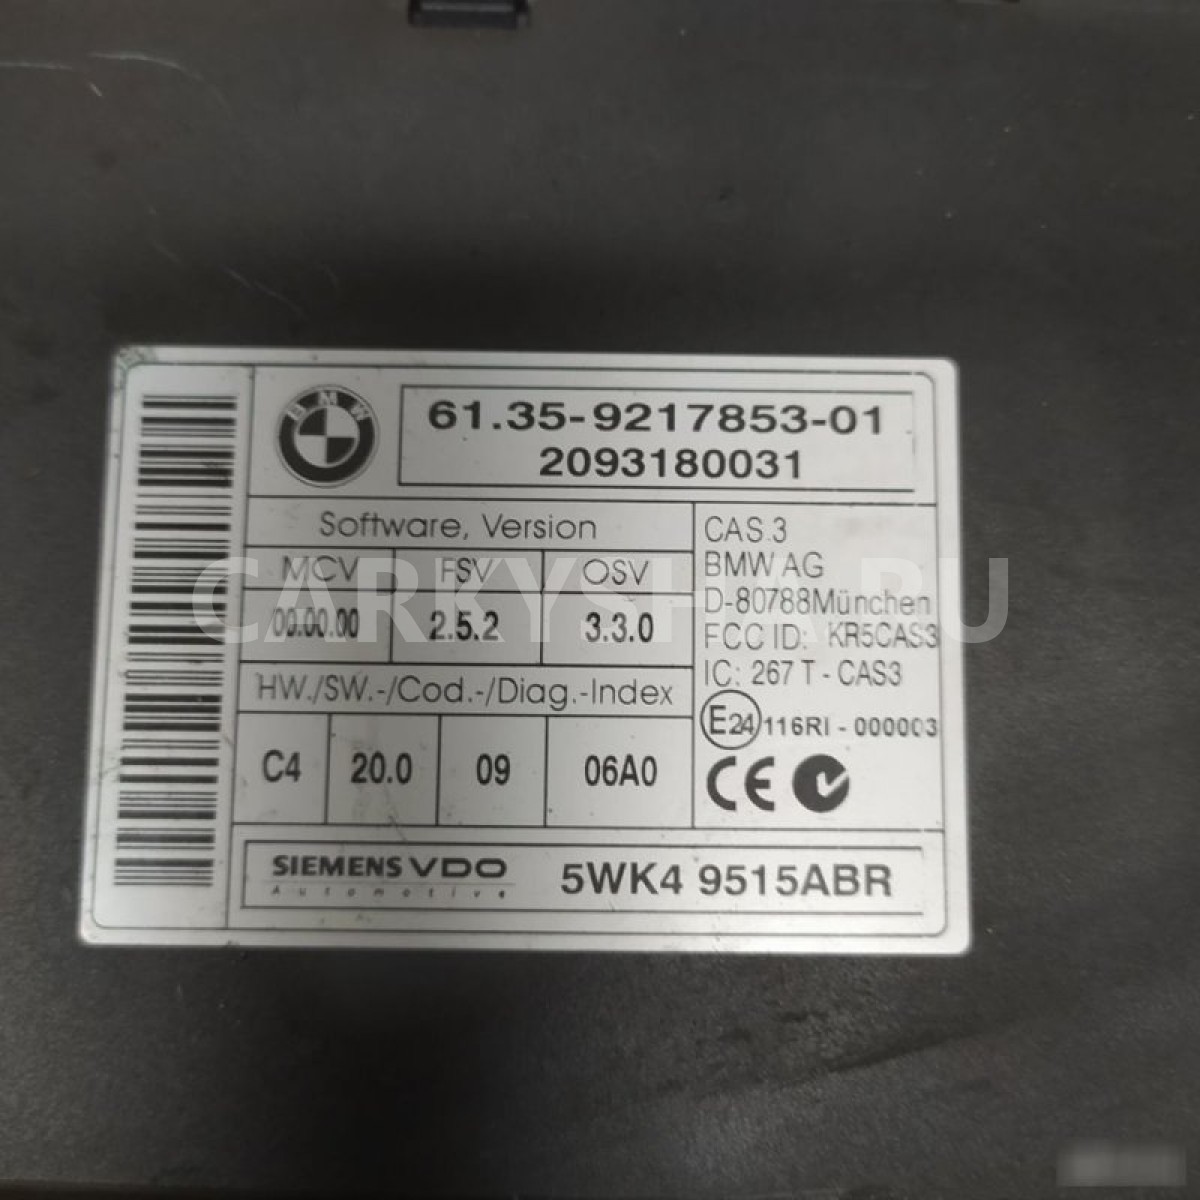 BMW
61.35-9217853-01
2093180031
Software, Version
MCV FSV OSV
00.00.00 2.5.2 3.3.0
HW./SW.-/Cod.-/Diag.-Index
C4 20.0 09 06A0
CAS.3
BMW AG
D-80788München
FCC ID: KR5CAS3
IC: 267 T - CAS3
E24 116RI - 000003
CE
SIEMENS VDO
Automotive
5WK4 9515ABR
CARKYSHA.RU